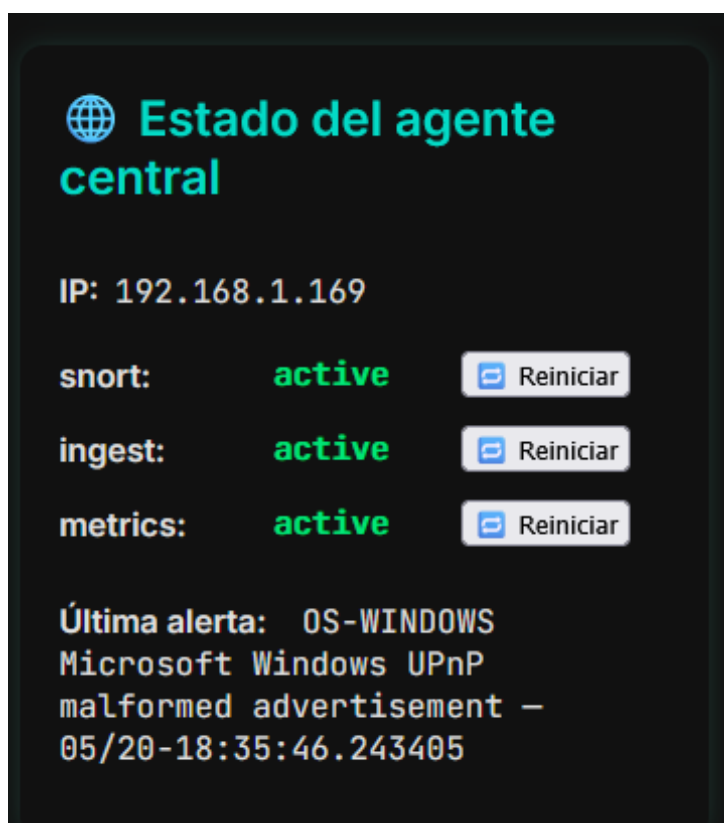 Estado del agente
central
IP: 192.168.1.169
snort: active Reiniciar
ingest: active Reiniciar
metrics: active Reiniciar
Última alerta: OS-WINDOWS
Microsoft Windows UPnP
malformed advertisement —
05/20-18:35:46.243405